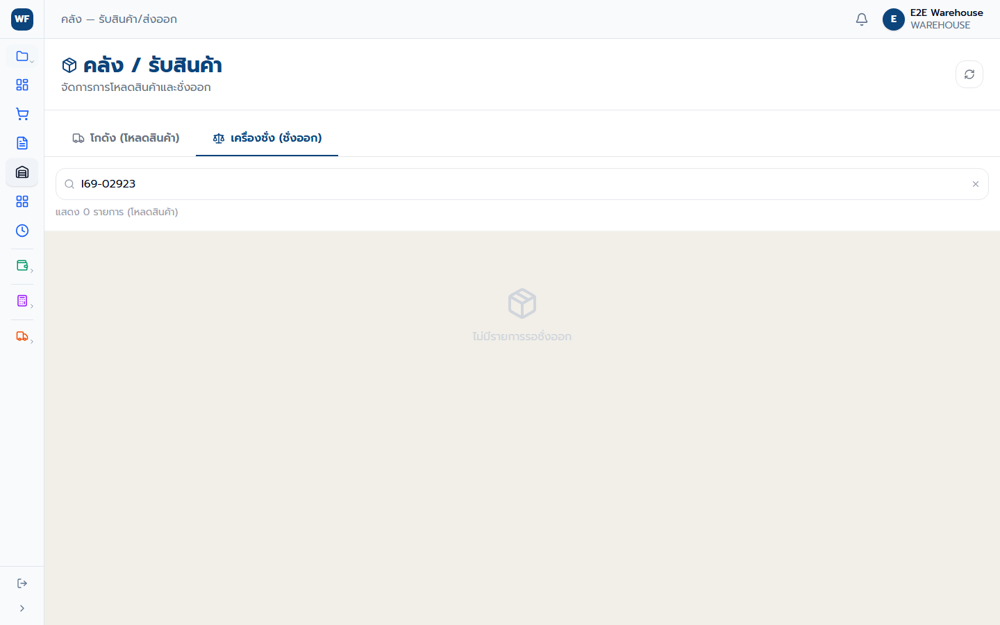 WF
คลัง — รับสินค้า/ส่งออก
E
E2E Warehouse
WAREHOUSE
คลัง / รับสินค้า
จัดการการโหลดสินค้าและชั่งออก
โกดัง (โหลดสินค้า)
เครื่องชั่ง (ชั่งออก)
I69-02923
แสดง 0 รายการ (โหลดสินค้า)
ไม่มีรายการรอชั่งออก